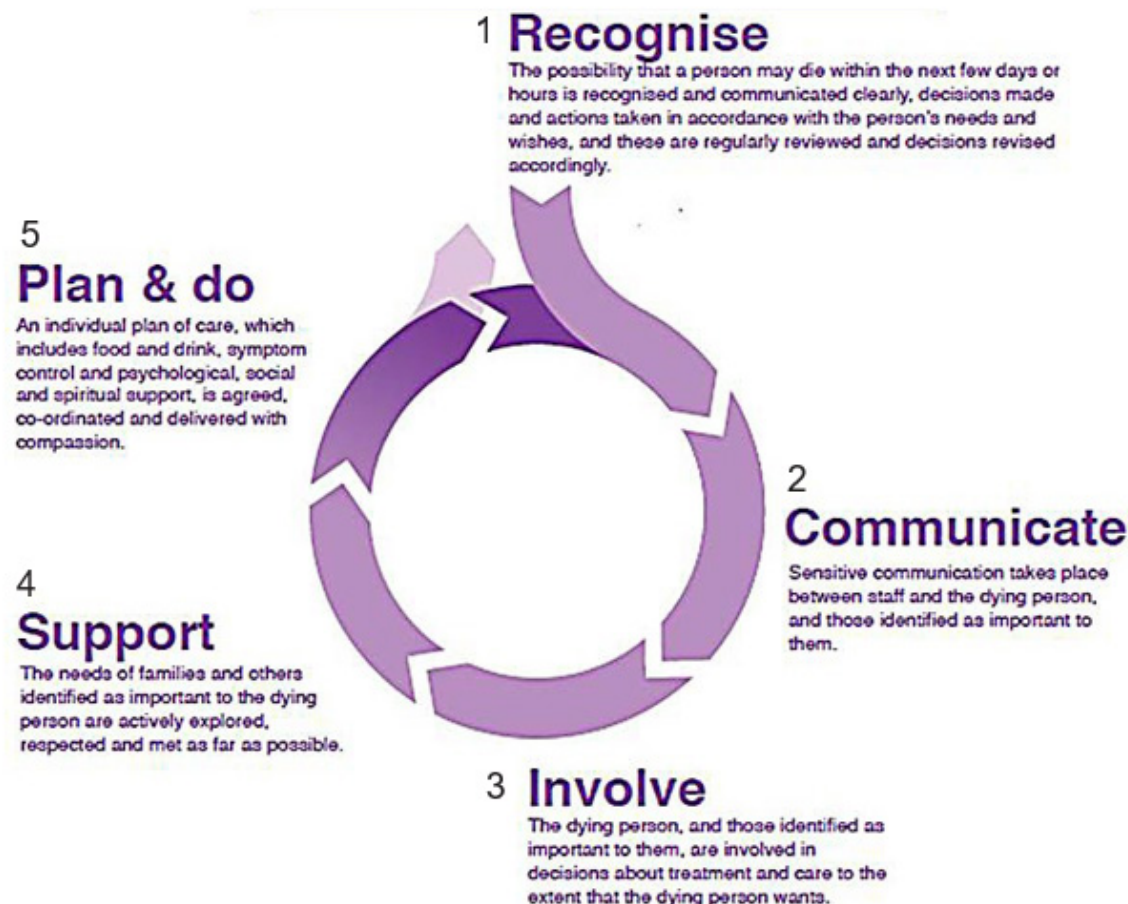 1 Recognise
The possibility that a person may die within the next few days or
hours is recognised and communicated clearly, decisions made
and actions taken in accordance with the person's needs and
wishes, and these are regularly reviewed and decisions revised
accordingly.
2
Communicate
Sensitive communication takes place
between staff and the dying person,
and those identified as important to
them.
3 Involve
The dying person, and those identified as
important to them, are involved in
decisions about treatment and care to the
extent that the dying person wants.
4
Support
The needs of families and others
identified as important to the dying
person are actively explored,
respected and met as far as possible.
5
Plan & do
An individual plan of care, which
includes food and drink, symptom
control and psychological, social
and spiritual support, is agreed,
co-ordinated and delivered with
compassion.